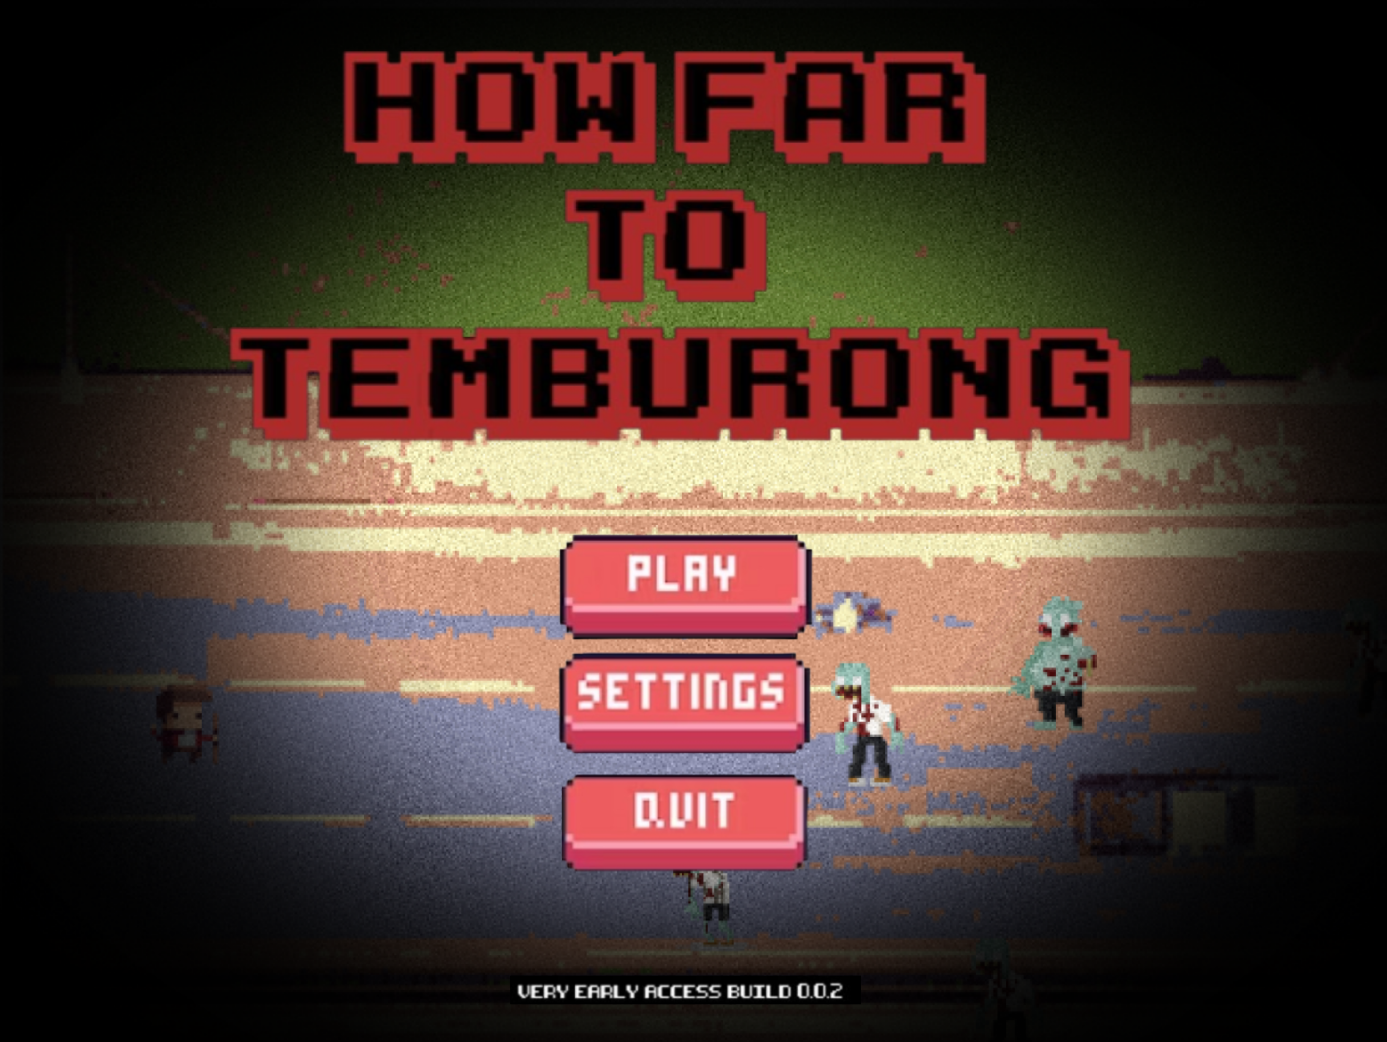 HOW FAR
TO
TEMBURONG
PLAY
SETTINGS
QUIT
VERY EARLY ACCESS BUILD 0.0.2